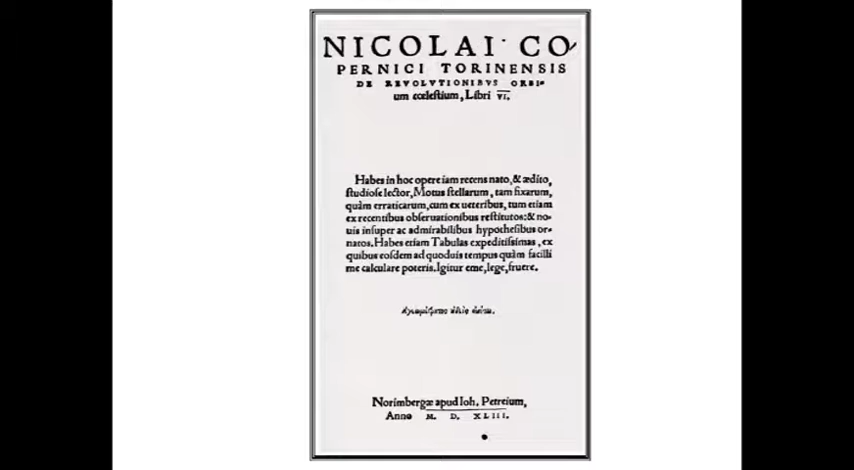 NICOLAI CO
PERNICI TORINENSIS
DE REVOLVTIONIBVS ORBI-
um cœlestium, Libri VI.
Habes in hoc opere iam recens nato, & ædito,
studiose lector, Motus stellarum, tam fixarum,
quàm erraticarum, cum ex ueteribus, tum etiam
ex recentibus obseruationibus restitutos: & no-
uis insuper ac admirabilibus hypothesibus or-
natos. Habes etiam Tabulas expeditissimas, ex
quibus eosdem ad quoduis tempus quàm facilli
me calculare poteris. Igitur eme, lege, fruere.
Norimbergæ apud Ioh. Petreium,
Anno M. D. XLIII.